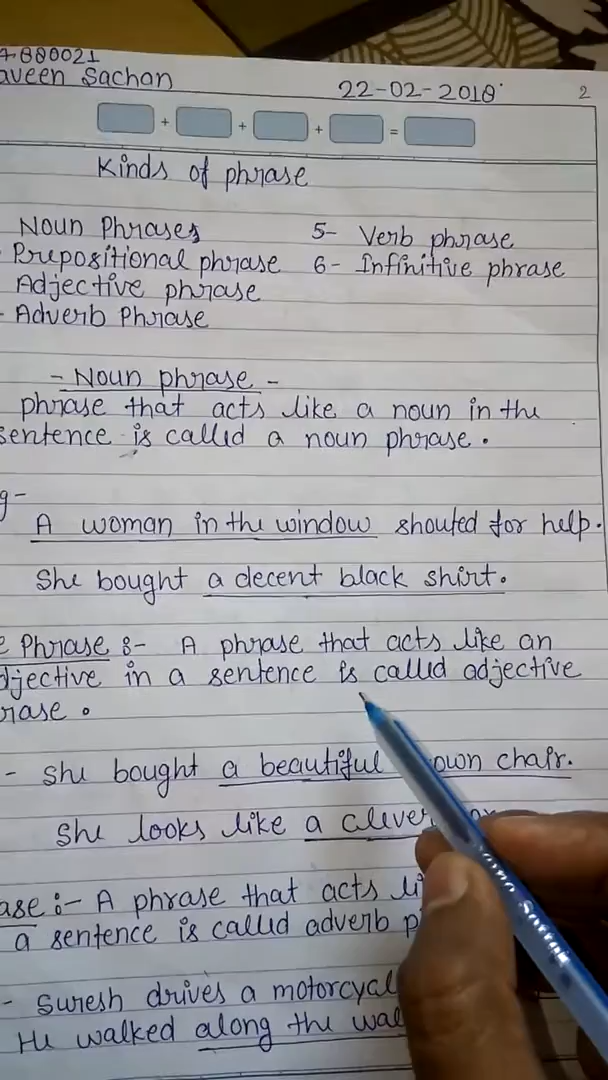 7880021
aveen Sachan
22-02-2018
2
+ + + =
Kinds of phrase
Noun Phrases
5- Verb phrase
- Prepositional phrase
6- Infinitive phrase
Adjective phrase
- Adverb Phrase
- Noun phrase -
phrase that acts like a noun in the
sentence is called a noun phrase.
g-
A woman in the window shouted for help.
She bought a decent black shirt.
e Phrase :- A phrase that acts like an
djective in a sentence is called adjective
rase.
- She bought a beautiful own chair.
She looks like a clever
ase :- A phrase that acts li
a sentence is called adverb p
- Suresh drives a motorcycal
He walked along the wal